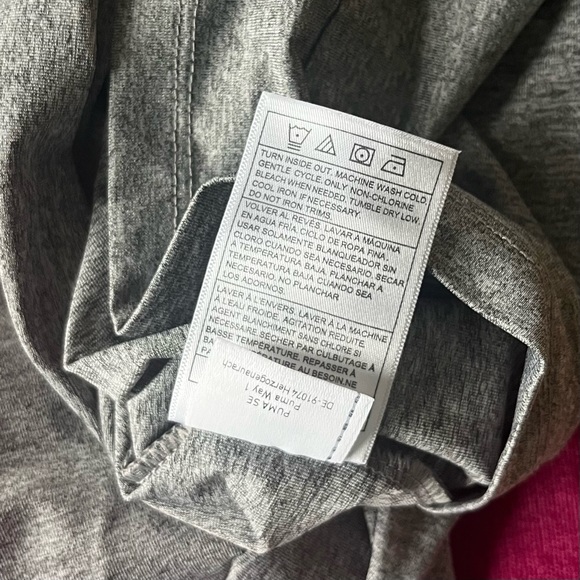 TURN INSIDE OUT. MACHINE WASH COLD,
GENTLE CYCLE. ONLY NON-CHLORINE
BLEACH WHEN NEEDED. TUMBLE DRY LOW.
COOL IRON IF NECESSARY.
DO NOT IRON TRIMS.
VOLVER AL REVÉS. LAVAR A MÁQUINA
EN AGUA FRÍA, CICLO DE ROPA FINA.
USAR SOLAMENTE BLANQUEADOR SIN
CLORO CUANDO SEA NECESARIO, SECAR
A TEMPERATURA BAJA, PLANCHAR A
TEMPERATURA BAJA CUANDO SEA
NECESARIO, NO PLANCHAR
LOS ADORNOS.
LAVER À L'ENVERS. LAVER À LA MACHINE
À L'EAU FROIDE. AGITATION RÉDUITE.
AGENT BLANCHIMENT SANS CHLORE SI
NÉCESSAIRE.SÉCHER PAR CULBUTAGE À
BASSE TEMPÉRATURE. REPASSER À
TEMPÉRATURE AU BESOIN.NE
PUMA SE
Puma Way 1
DE-91074 Herzogenaurach